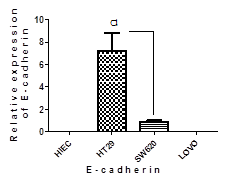 Relative expression
of E-cadherin
10
8
6
4
2
0
HIEC
HT29
SW620
LOVO
E-cadherin